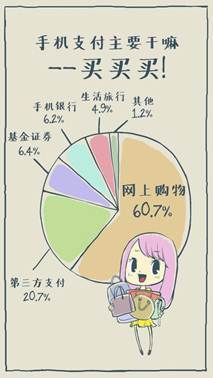 手机支付主要干嘛
--买买买!
生活旅行
4.9%
其他
1.2%
手机银行
6.2%
基金证券
6.4%
网上购物
60.7%
第三方支付
20.7%